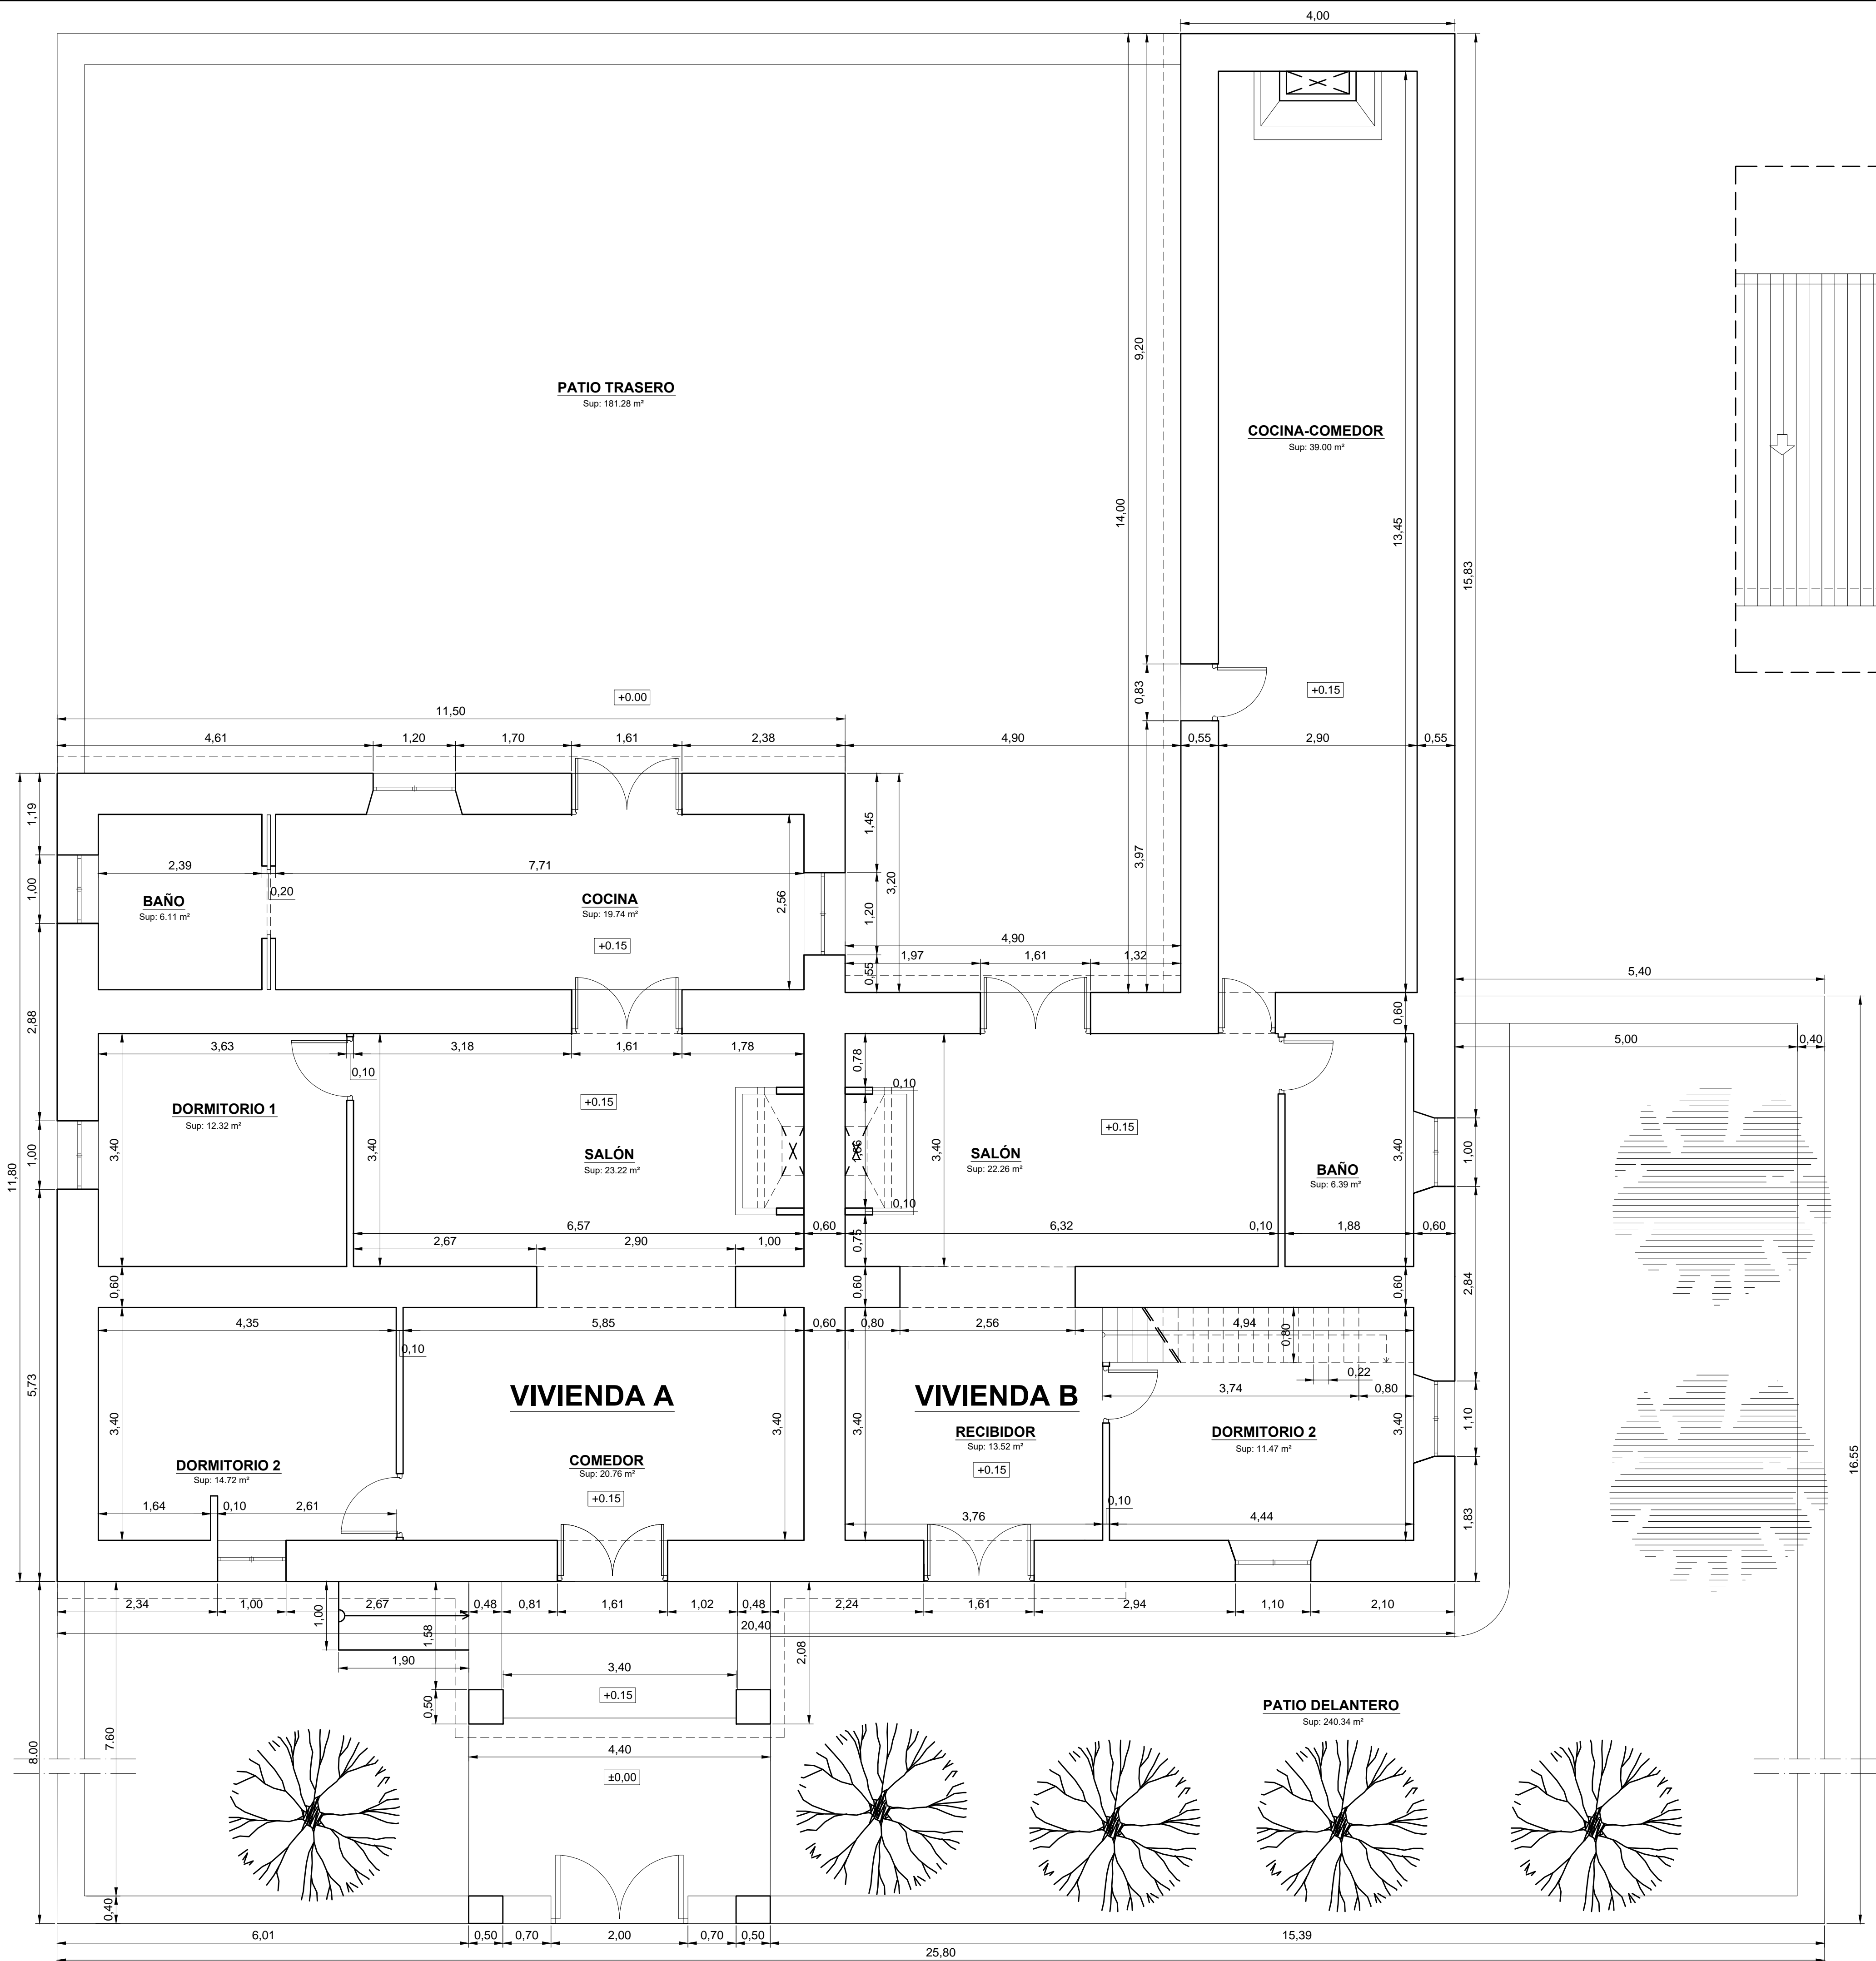 4,00
PATIO TRASERO
Sup: 181.28 m²
COCINA-COMEDOR
Sup: 39.00 m²
9,20
14,00
13,45
15,83
0,83
+0.15
+0.00
11,50
4,61 1,20 1,70 1,61 2,38 4,90 0,55 2,90 0,55
1,19
1,45
3,20
3,97
2,39 7,71
0,20
1,00
BAÑO
Sup: 6.11 m²
COCINA
Sup: 19.74 m²
2,56
1,20
+0.15
4,90
1,97 1,61 1,32
0,55
5,40
2,88
0,60
3,63 3,18 1,61 1,78
0,10
5,00 0,40
0,78
0,10
DORMITORIO 1
Sup: 12.32 m²
+0.15
+0.15
3,40
3,40
SALÓN
Sup: 23.22 m²
1,66
3,40
SALÓN
Sup: 22.26 m²
BAÑO
Sup: 6.39 m²
3,40
1,00
1,00
11,80
0,10
6,57 0,60 6,32 0,10 1,88 0,60
2,67 2,90 1,00
0,75
0,60
0,60
0,60
2,84
4,35 5,85 0,60 0,80 2,56 4,94
0,10
0,80
0,22
3,74 0,80
5,73
VIVIENDA A
VIVIENDA B
3,40
3,40
3,40
3,40
1,10
RECIBIDOR
Sup: 13.52 m²
+0.15
DORMITORIO 2
Sup: 11.47 m²
DORMITORIO 2
Sup: 14.72 m²
COMEDOR
Sup: 20.76 m²
+0.15
16.55
1,64 0,10 2,61
0,10
3,76 4,44
1,83
2,34 1,00 2,67 0,48 0,81 1,61 1,02 0,48 2,24 1,61 2,94 1,10 2,10
1,00
1,58
20,40
2,08
1,90
3,40
+0.15
0,50
PATIO DELANTERO
Sup: 240.34 m²
8.00
7.60
4,40
±0,00
0,40
6,01 0,50 0,70 2,00 0,70 0,50 15,39
25,80